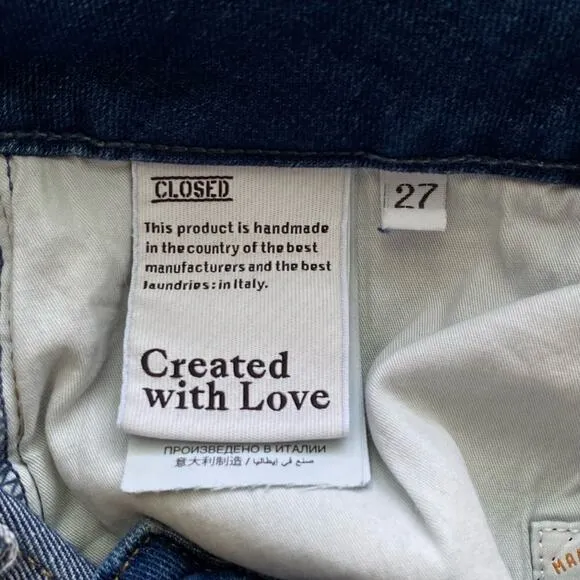 CLOSED
27
This product is handmade
in the country of the best
manufacturers and the best
laundries: in Italy.
Created
with Love
ПРОИЗВЕДЕНО В ИТАЛИИ
意大利制造 / صنع في إيطاليا